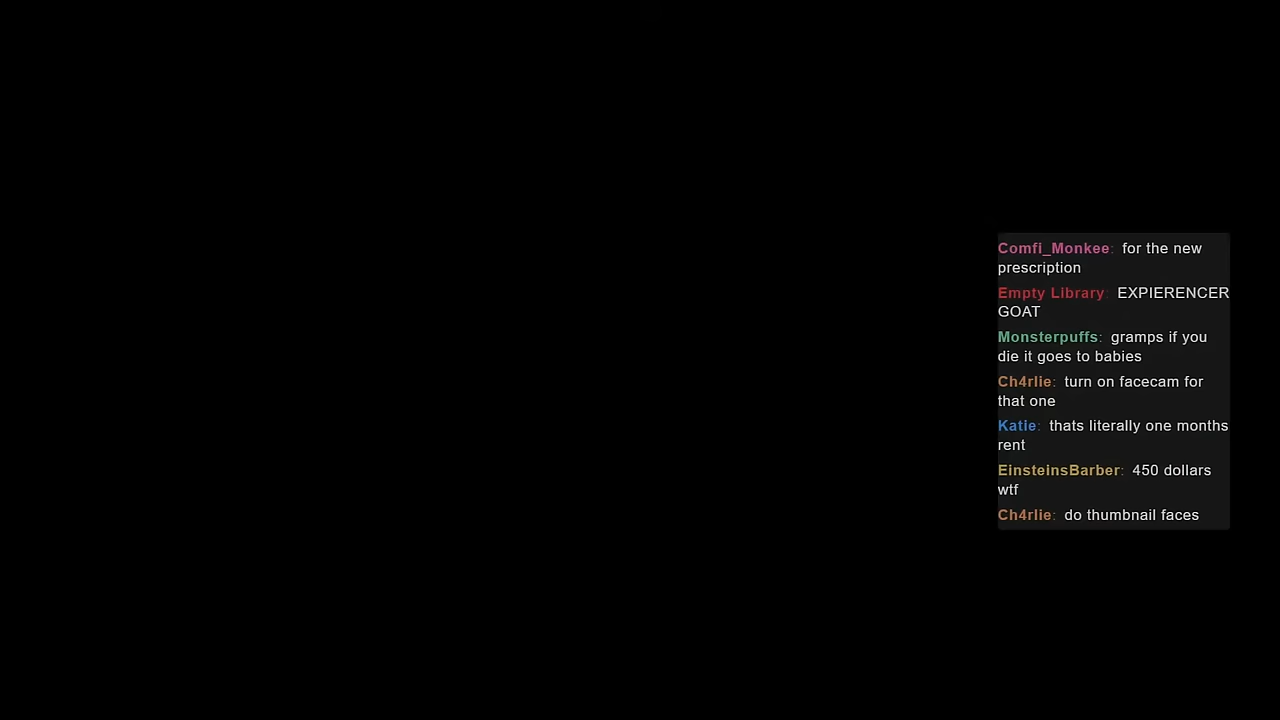 Comfi_Monkee: for the new
prescription
Empty Library: EXPIERENCER
GOAT
Monsterpuffs: gramps if you
die it goes to babies
Ch4rlie: turn on facecam for
that one
Katie: thats literally one months
rent
EinsteinsBarber: 450 dollars
wtf
Ch4rlie: do thumbnail faces